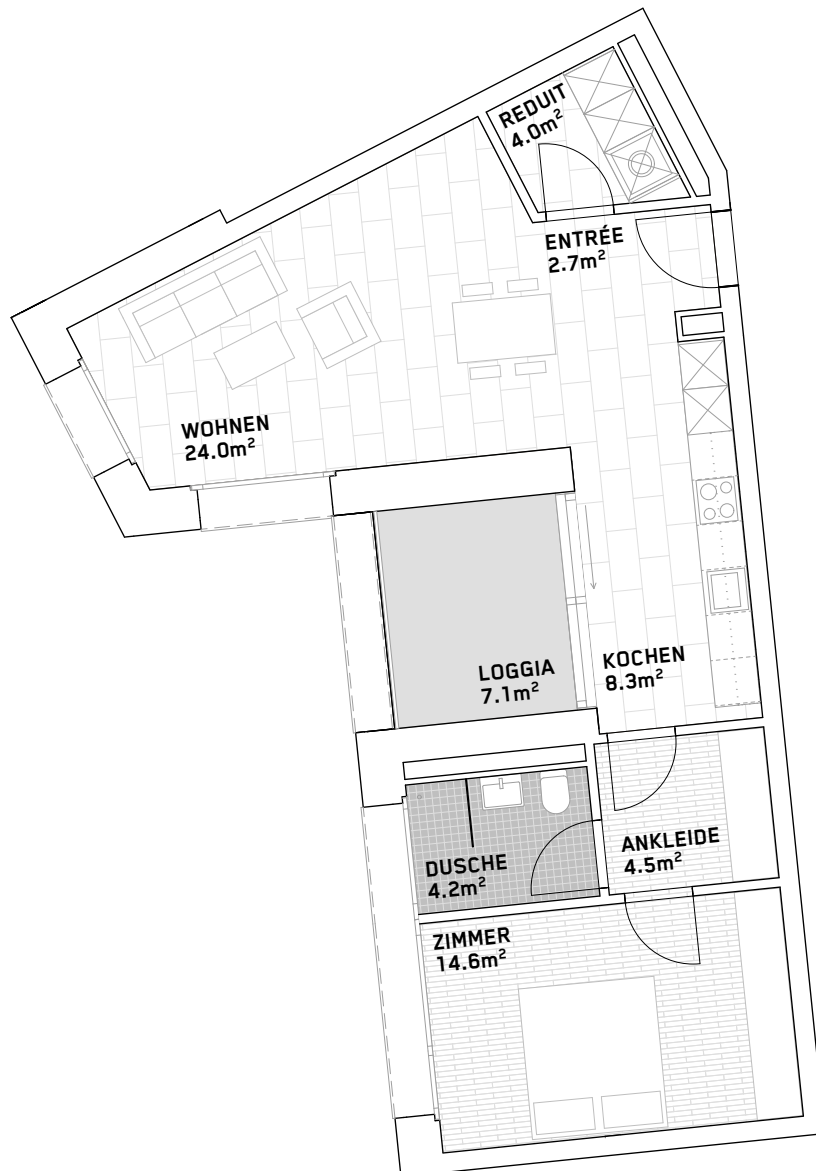 REDUIT
4.0m²
ENTRÉE
2.7m²
WOHNEN
24.0m²
LOGGIA
7.1m²
KOCHEN
8.3m²
DUSCHE
4.2m²
ANKLEIDE
4.5m²
ZIMMER
14.6m²